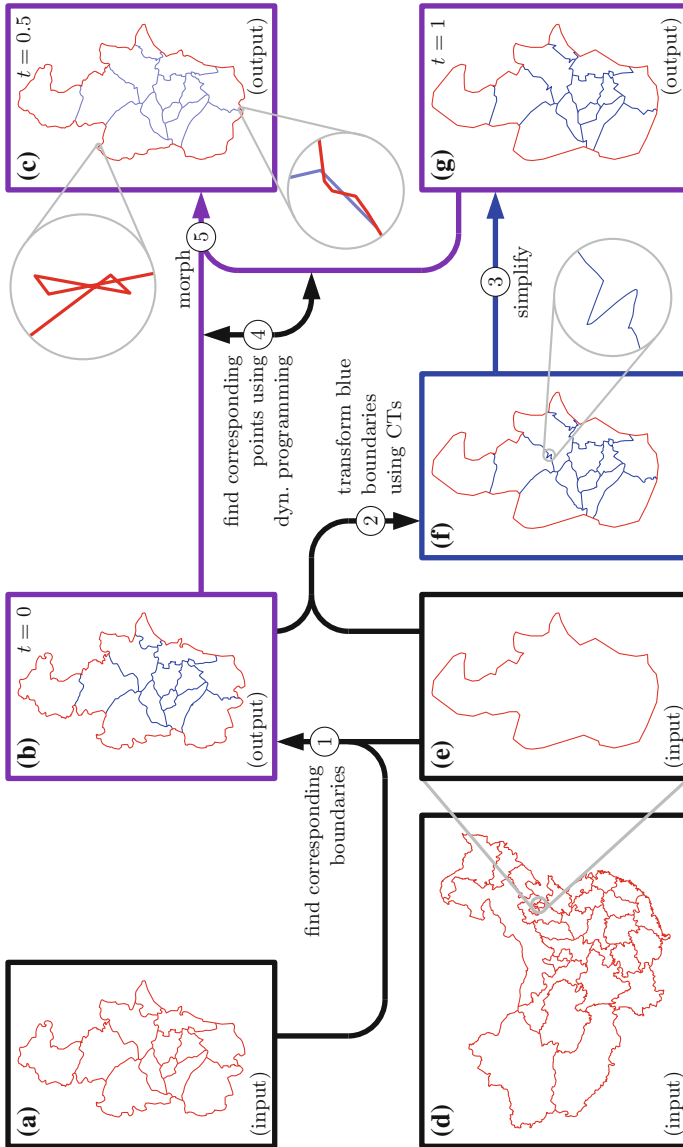 (a)
(input)
find corresponding
boundaries
1
(b)
t = 0
(output)
find corresponding
points using
dyn. programming
4
morph
5
(c)
t = 0.5
(output)
(d)
(input)
(e)
(input)
2
transform blue
boundaries
using CTs
(f)
3
simplify
(g)
t = 1
(output)